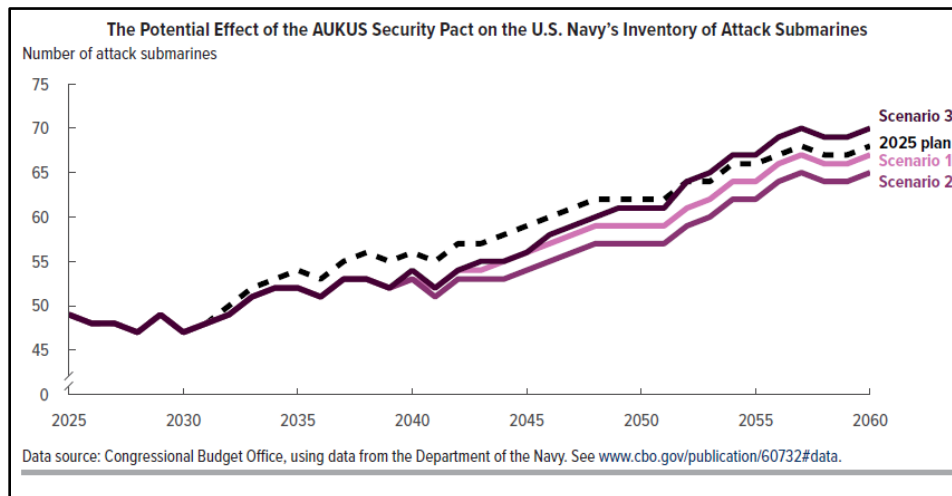 The Potential Effect of the AUKUS Security Pact on the U.S. Navy's Inventory of Attack Submarines
Number of attack submarines
75
70
65
60
55
50
45
0
Scenario 3
2025 plan
Scenario 1
Scenario 2
2025 2030 2035 2040 2045 2050 2055 2060
Data source: Congressional Budget Office, using data from the Department of the Navy. See www.cbo.gov/publication/60732#data.